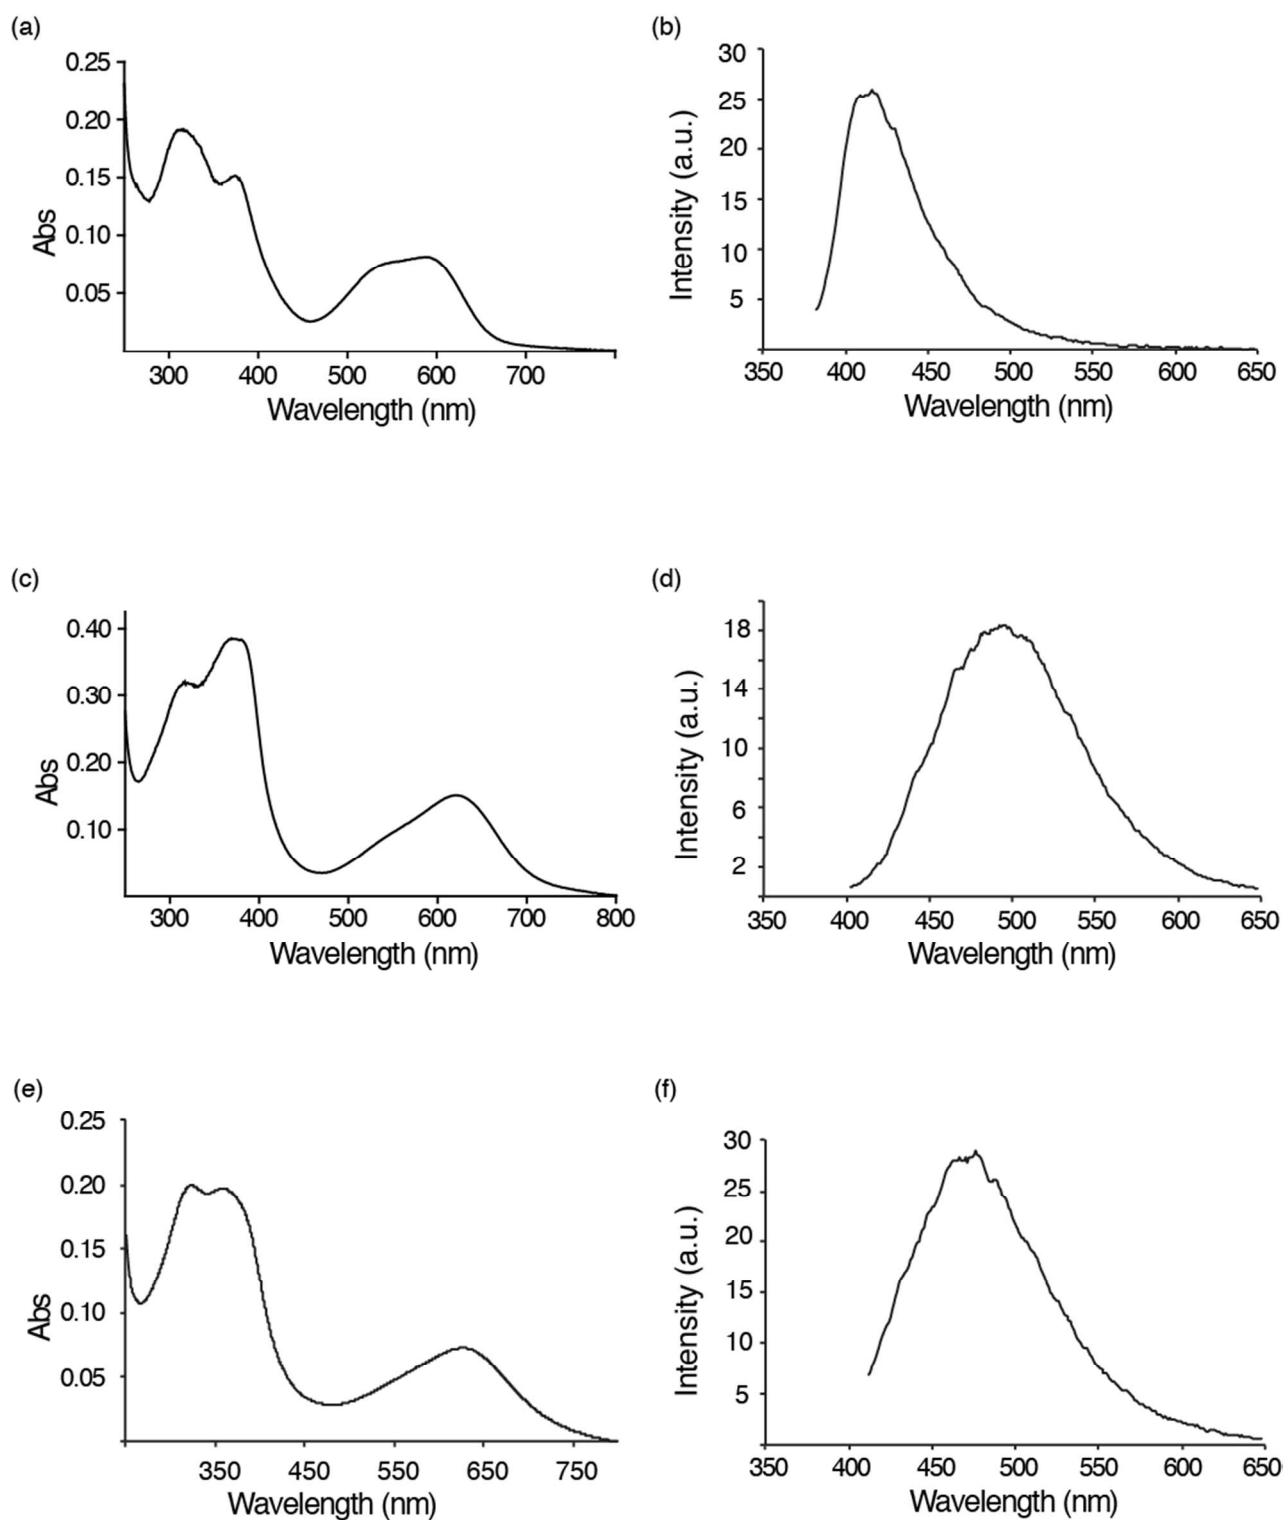 (a)
0.25
0.20
0.15
0.10
0.05
Abs
300 400 500 600 700
Wavelength (nm)
(b)
30
25
20
15
10
5
Intensity (a.u.)
350 400 450 500 550 600 650
Wavelength (nm)
(c)
0.40
0.30
0.20
0.10
Abs
300 400 500 600 700 800
Wavelength (nm)
(d)
18
14
10
6
2
Intensity (a.u.)
350 400 450 500 550 600 650
Wavelength (nm)
(e)
0.25
0.20
0.15
0.10
0.05
Abs
350 450 550 650 750
Wavelength (nm)
(f)
30
25
20
15
10
5
Intensity (a.u.)
350 400 450 500 550 600 650
Wavelength (nm)